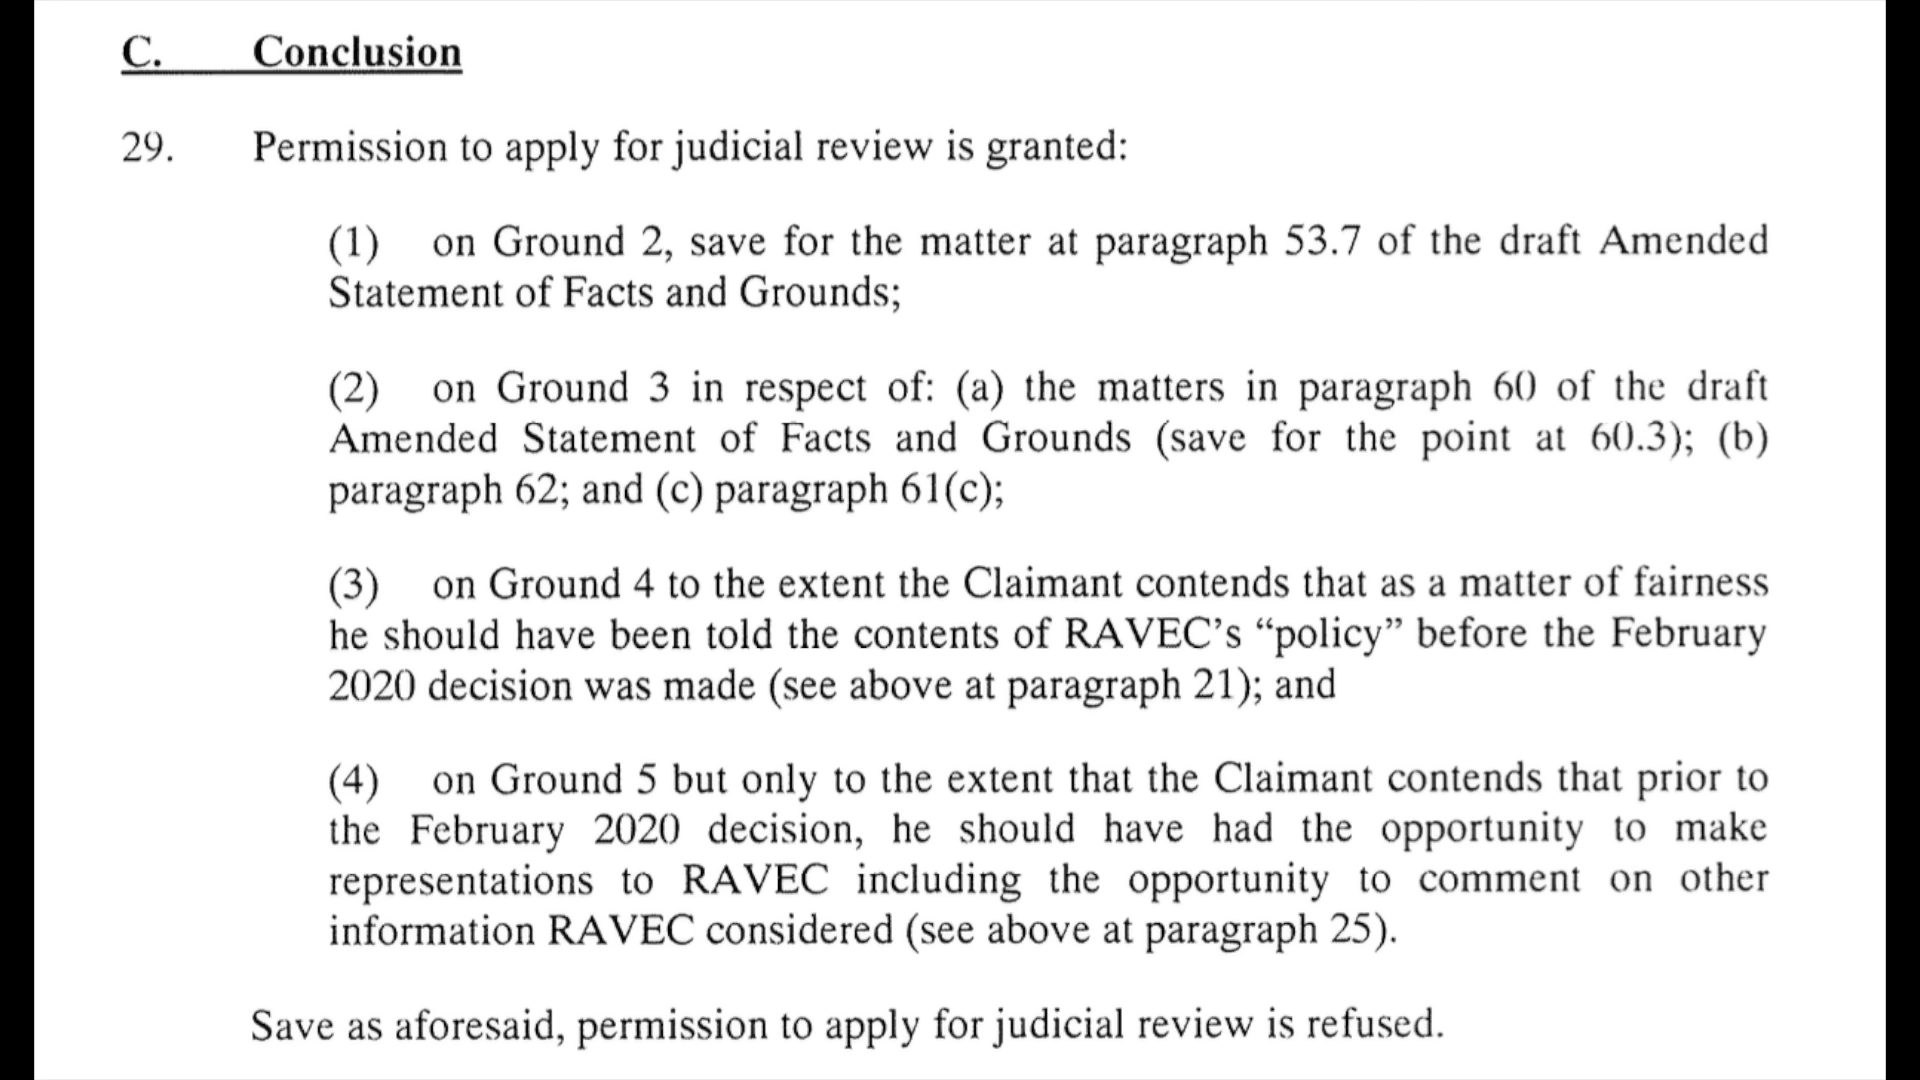 C. Conclusion
29. Permission to apply for judicial review is granted:
(1) on Ground 2, save for the matter at paragraph 53.7 of the draft Amended
Statement of Facts and Grounds;
(2) on Ground 3 in respect of: (a) the matters in paragraph 60 of the draft
Amended Statement of Facts and Grounds (save for the point at 60.3); (b)
paragraph 62; and (c) paragraph 61(c);
(3) on Ground 4 to the extent the Claimant contends that as a matter of fairness
he should have been told the contents of RAVEC’s “policy” before the February
2020 decision was made (see above at paragraph 21); and
(4) on Ground 5 but only to the extent that the Claimant contends that prior to
the February 2020 decision, he should have had the opportunity to make
representations to RAVEC including the opportunity to comment on other
information RAVEC considered (see above at paragraph 25).
Save as aforesaid, permission to apply for judicial review is refused.